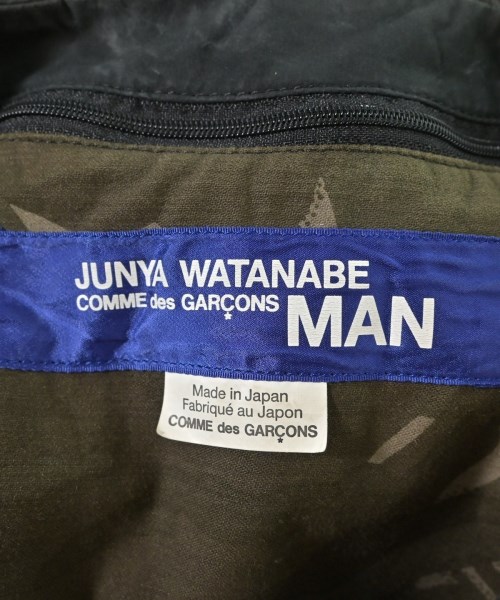 JUNYA WATANABE
COMME des GARÇONS MAN
Made in Japan
Fabriqué au Japon
COMME des GARÇONS